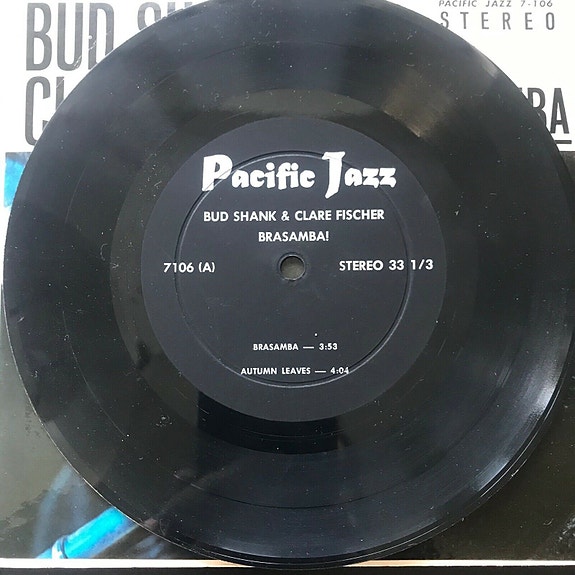 BUD
PACIFIC JAZZ 7-106
STEREO
Pacific Jazz
BUD SHANK & CLARE FISCHER
BRASAMBA!
7106 (A) STEREO 33 1/3
BRASAMBA — 3:53
AUTUMN LEAVES — 4:04